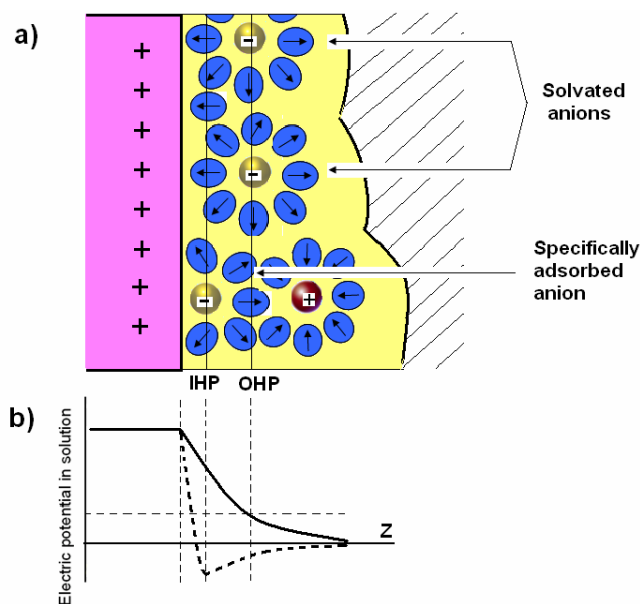 a)
+
+
+
+
+
+
+
+
-
-
-
+
Solvated
anions
Specifically
adsorbed
anion
IHP
OHP
b)
Electric potential in solution
Z